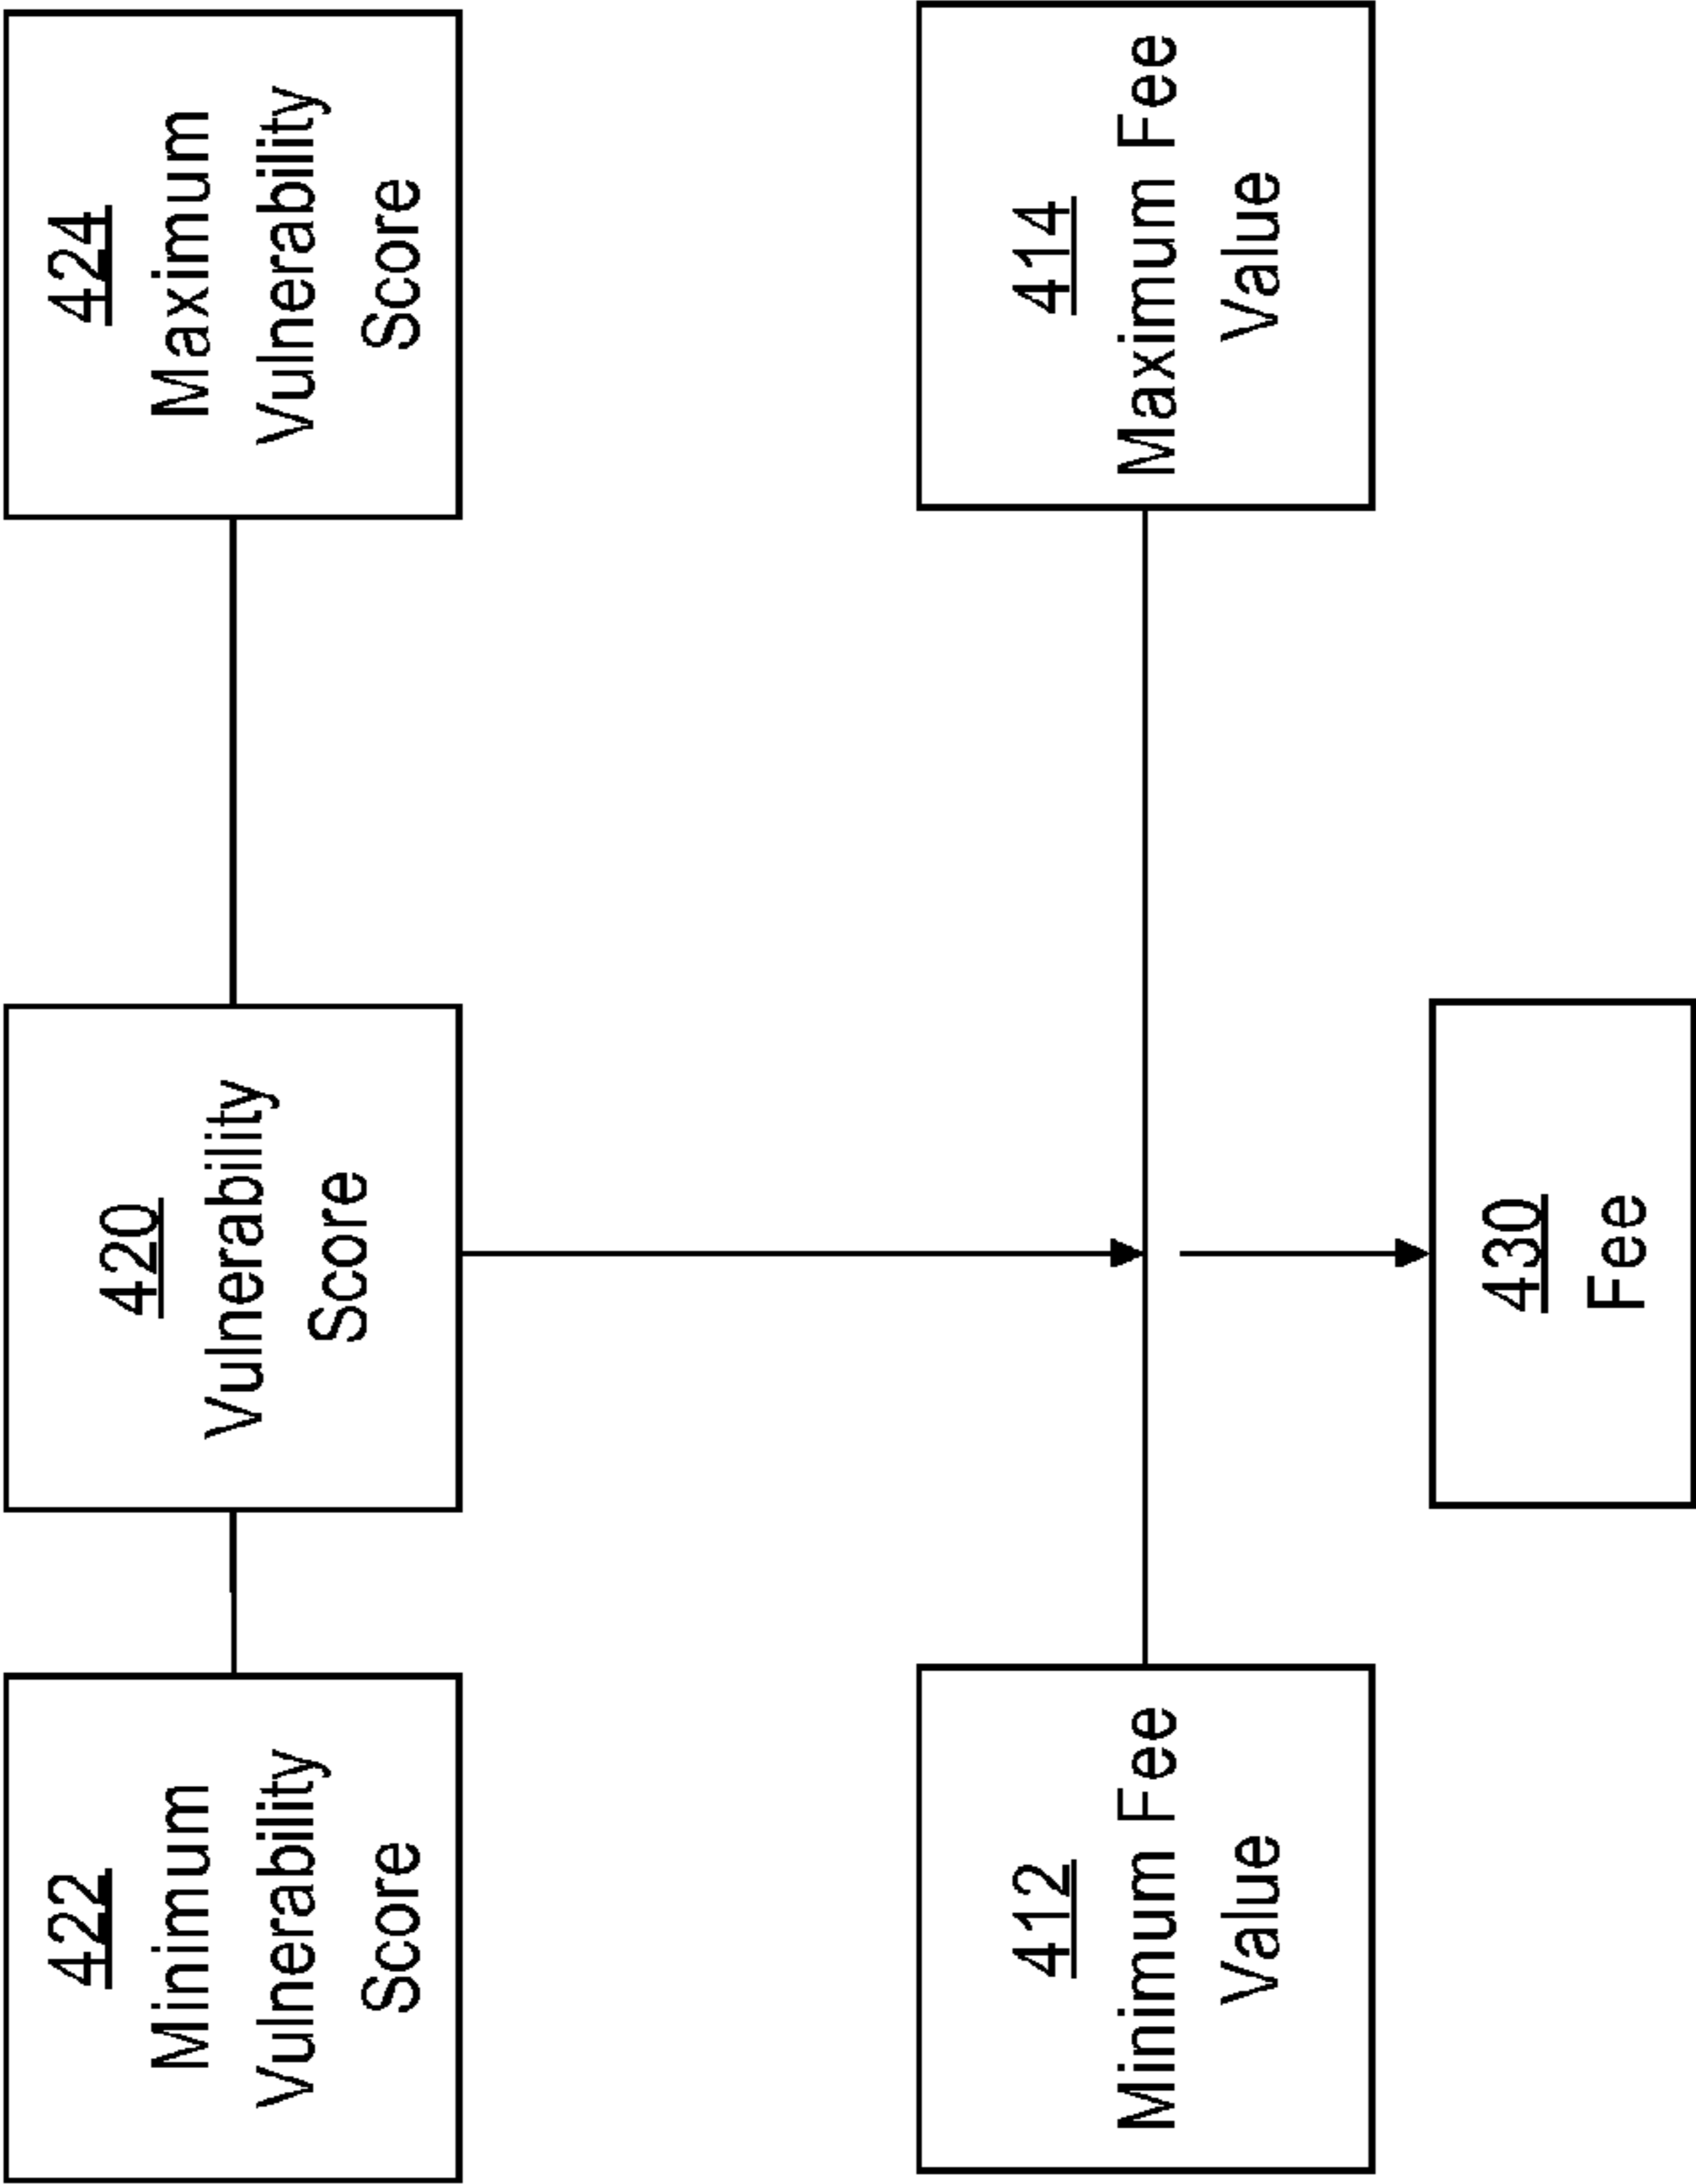 422
Minimum
Vulnerability
Score
420
Vulnerability
Score
424
Maximum
Vulnerability
Score
412
Minimum Fee
Value
414
Maximum Fee
Value
430
Fee